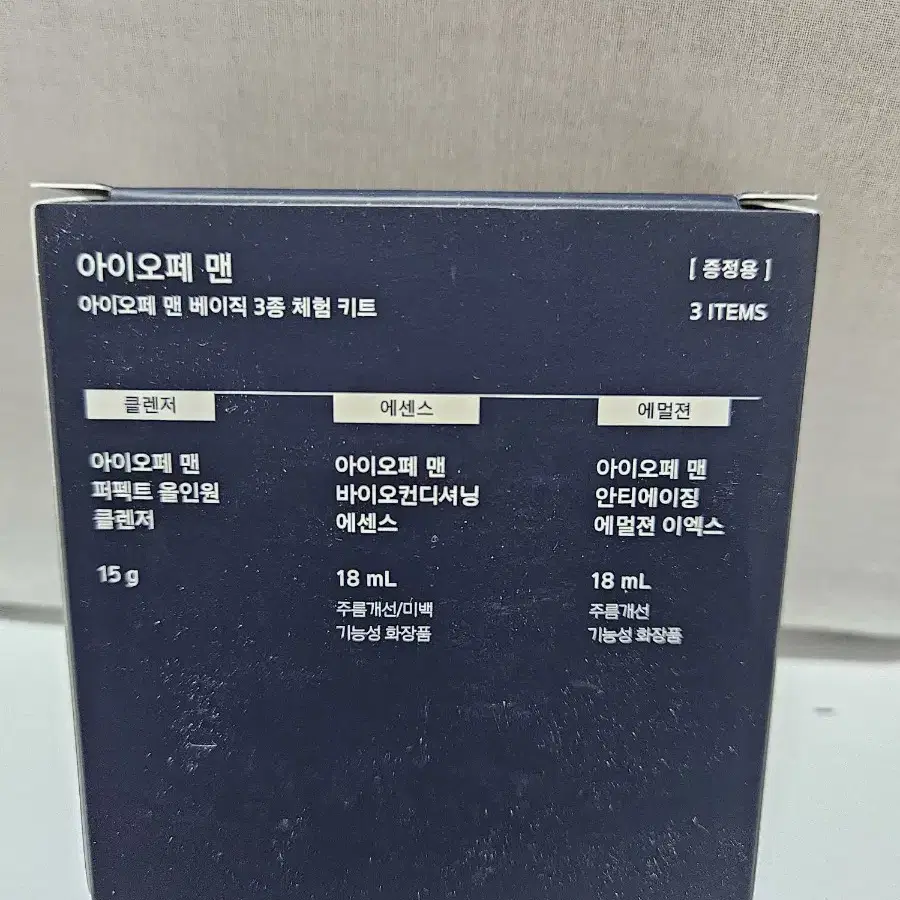 아이오페 맨
[ 증정용 ]
아이오페 맨 베이직 3종 체험 키트
3 ITEMS
클렌저
아이오페 맨
퍼펙트 올인원
클렌저
15 g
에센스
아이오페 맨
바이오컨디셔닝
에센스
18 mL
주름개선/미백
기능성 화장품
에멀젼
아이오페 맨
안티에이징
에멀젼 이엑스
18 mL
주름개선
기능성 화장품